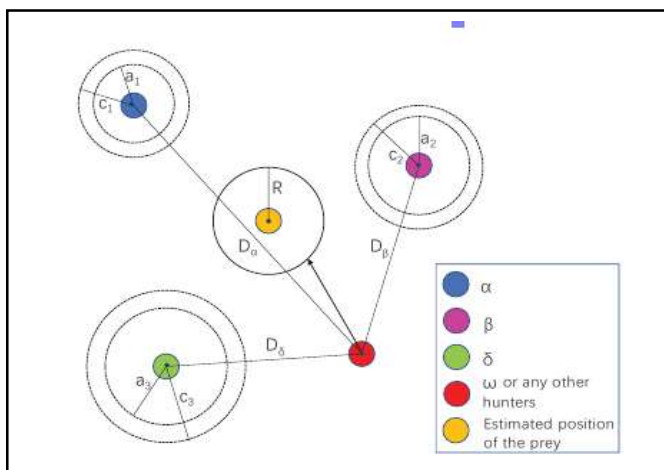 a1
c1
a2
c2
R
Dα
Dβ
Dδ
a3
c3
α
β
δ
ω or any other
hunters
Estimated position
of the prey